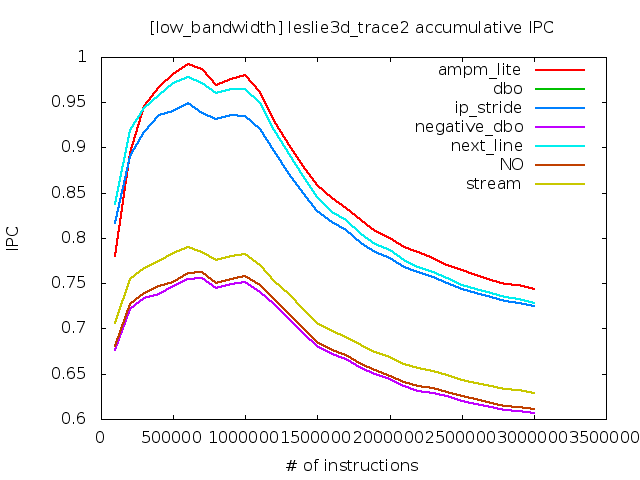 [low_bandwidth] leslie3d_trace2 accumulative IPC
1
0.95
0.9
0.85
0.8
0.75
0.7
0.65
0.6
IPC
ampm_lite
dbo
ip_stride
negative_dbo
next_line
NO
stream
0 500000 1000000 1500000 2000000 2500000 3000000 3500000
# of instructions